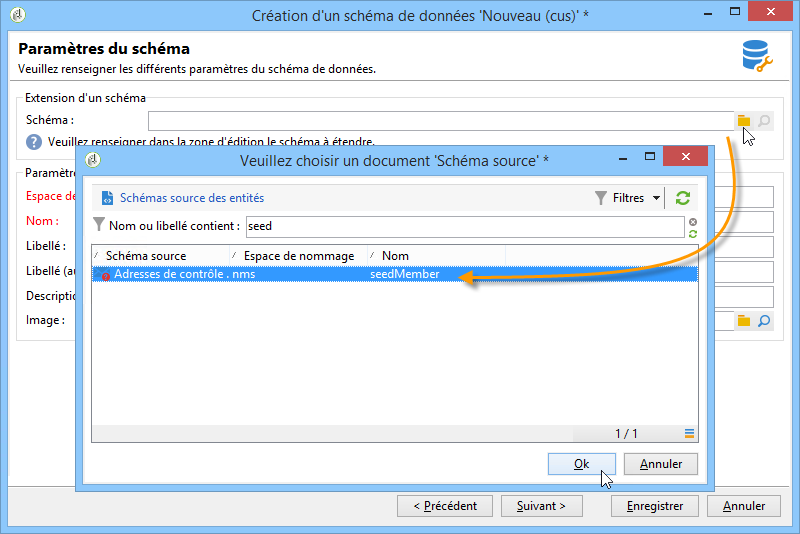 Création d'un schéma de données 'Nouveau (cus)' *
Paramètres du schéma
Veuillez renseigner les différents paramètres du schéma de données.
Extension d'un schéma
Schéma :
Veuillez renseigner dans la zone d'édition le schéma à étendre.
Paramètre
Espace de
Nom :
Libellé :
Libellé (au
Descriptio
Image :
Veuillez choisir un document 'Schéma source' *
Schémas source des entités
Filtres
Nom ou libellé contient : seed
Schéma source Espace de nommage Nom
Adresses de contrôle . nms seedMember
1 / 1
Ok Annuler
< Précédent Suivant > Enregistrer Annuler